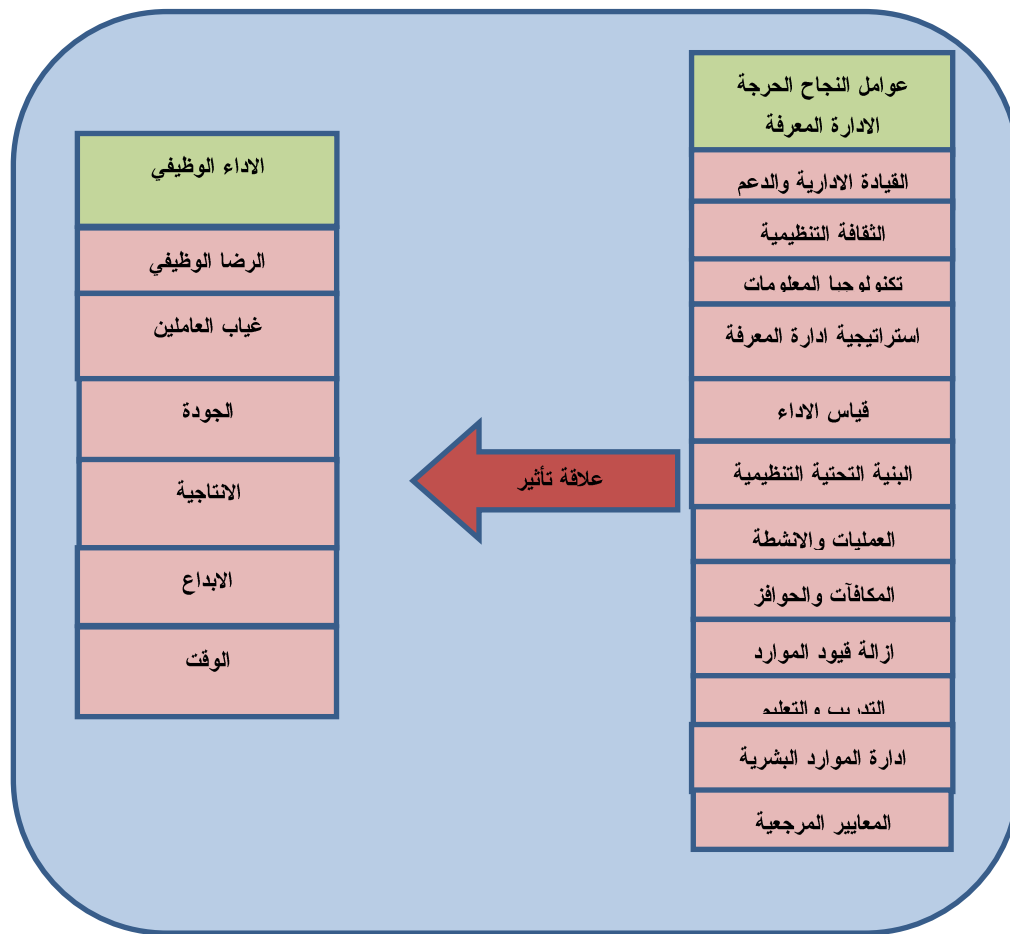 عوامل النجاح الحرجة
الادارة المعرفة
القيادة الادارية والدعم
الثقافة التنظيمية
تكنولوجيا المعلومات
استراتيجية ادارة المعرفة
قياس الاداء
البنية التحتية التنظيمية
العمليات والانشطة
المكافآت والحوافز
ازالة قيود الموارد
التدريب والتعليم
ادارة الموارد البشرية
المعايير المرجعية
علاقة تأثير
الاداء الوظيفي
الرضا الوظيفي
غياب العاملين
الجودة
الانتاجية
الابداع
الوقت